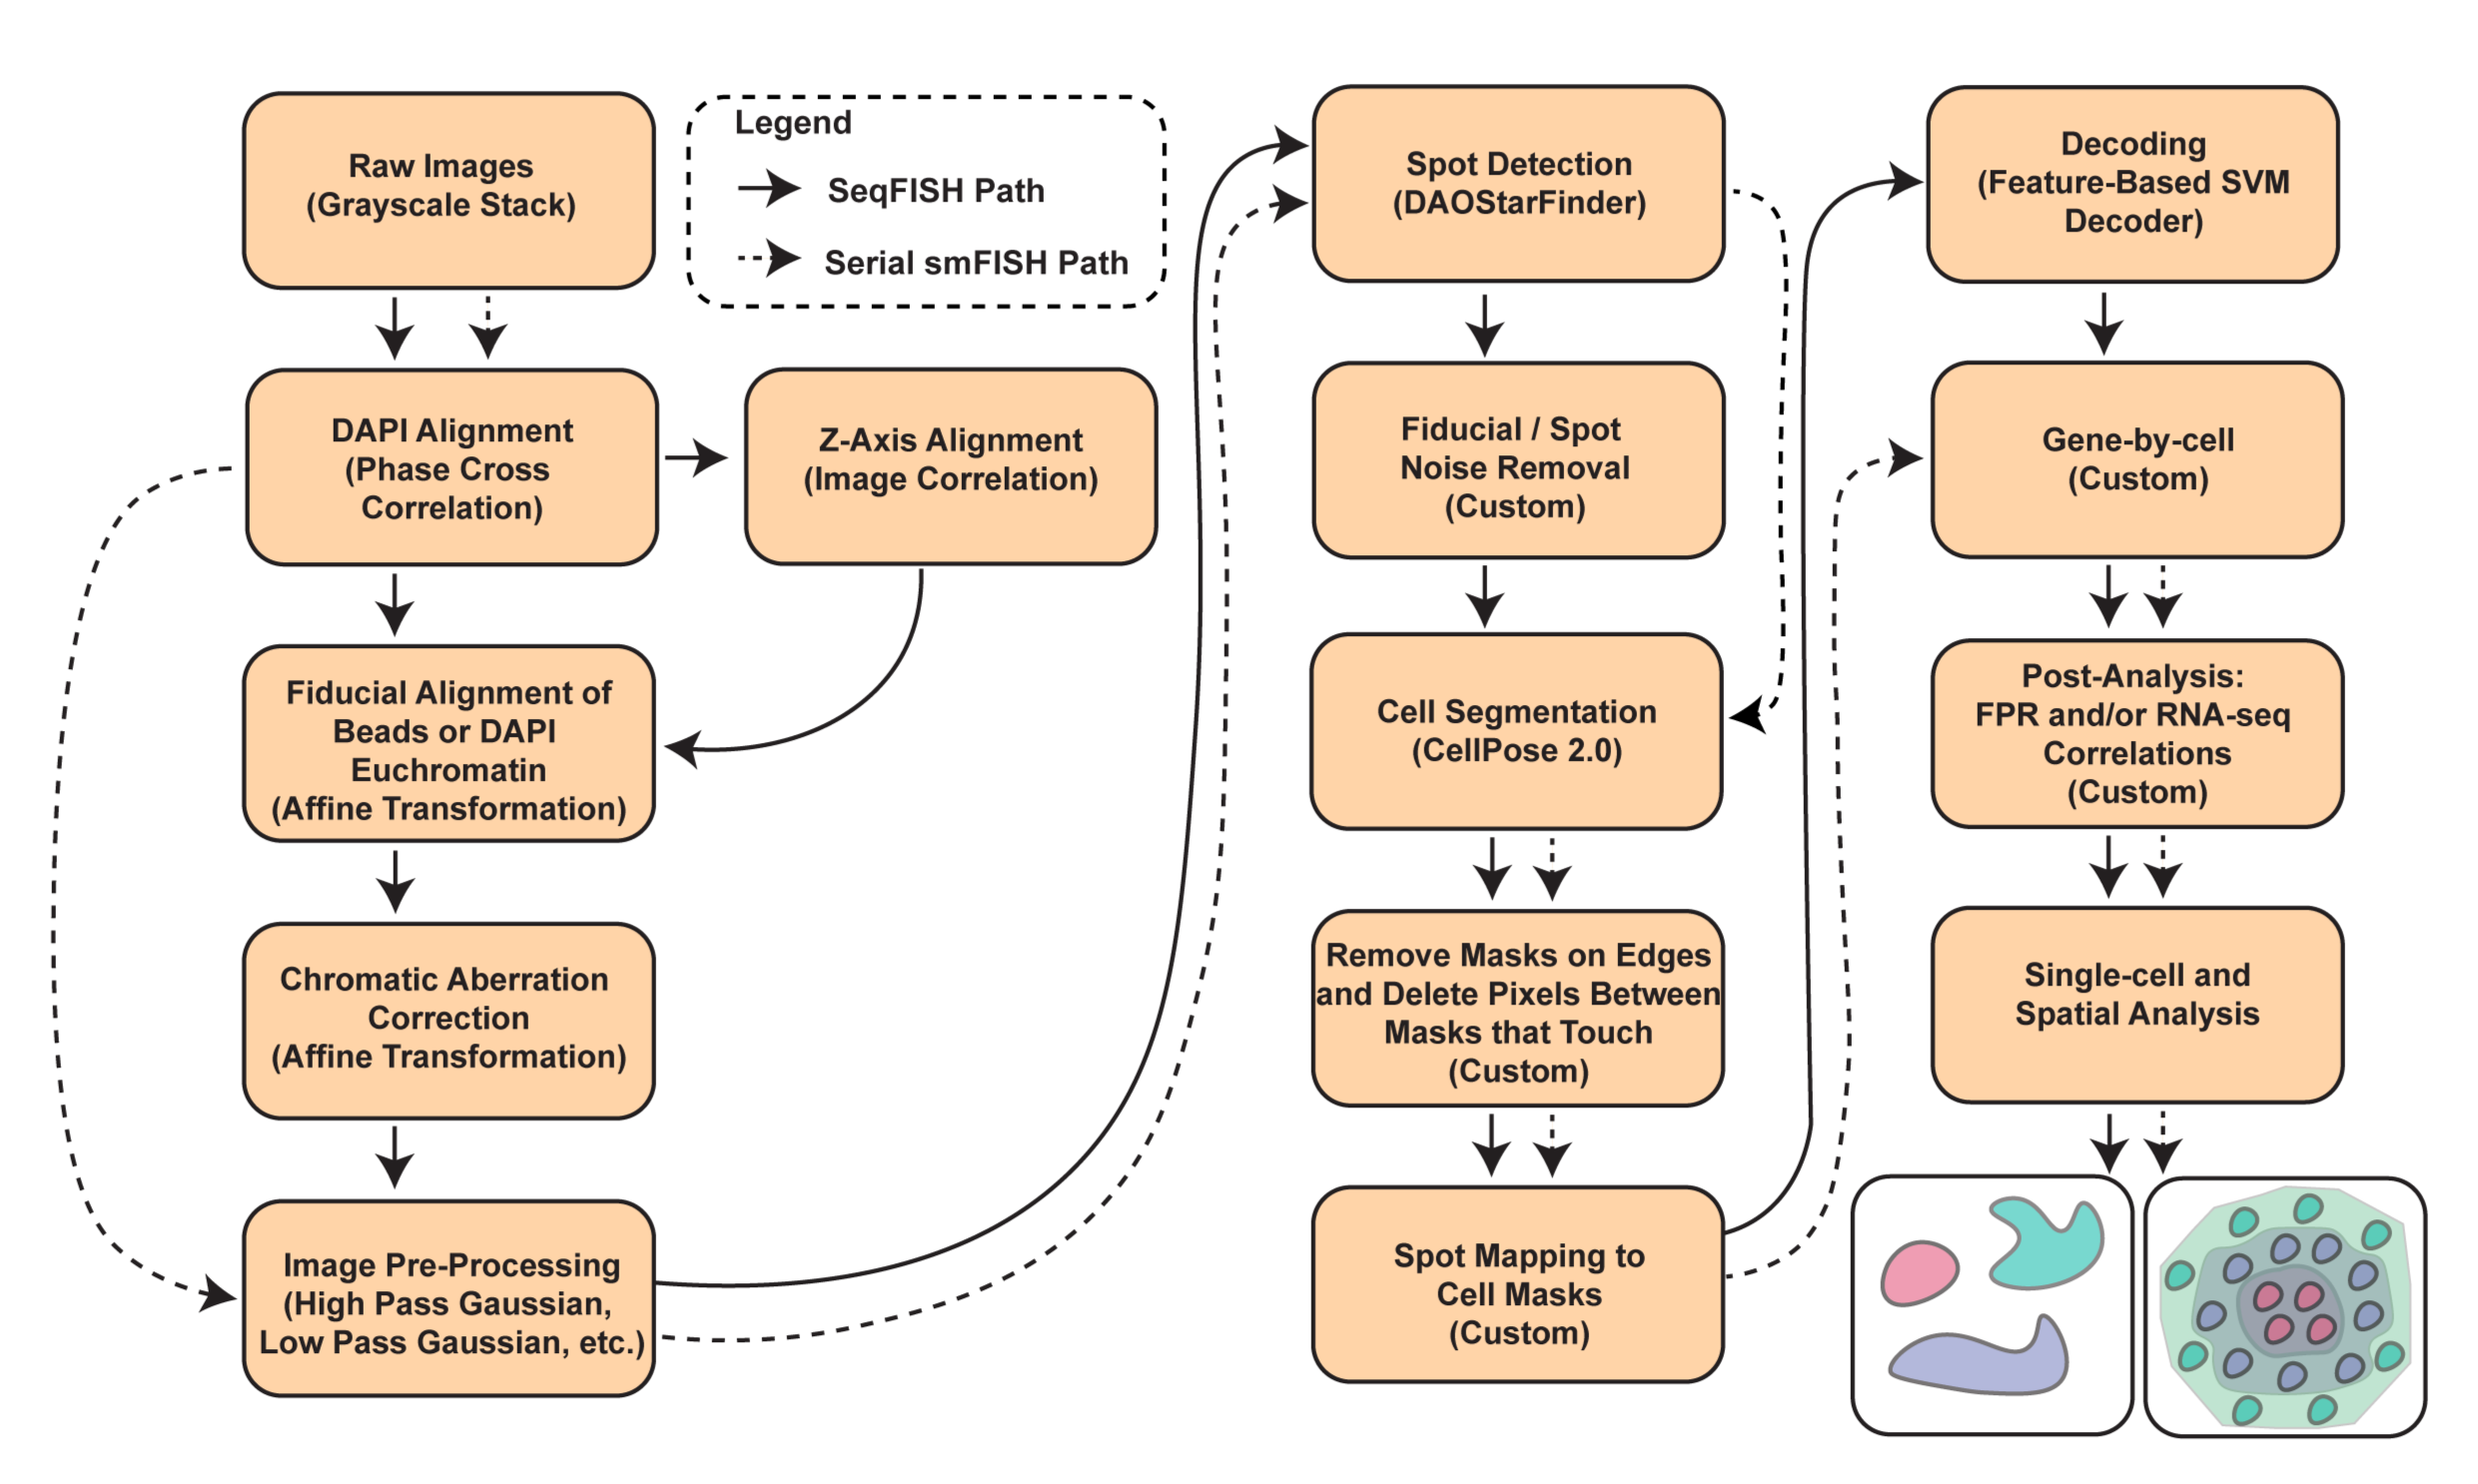 Raw Images
(Grayscale Stack)
Legend
SeqFISH Path
Serial smFISH Path
DAPI Alignment
(Phase Cross
Correlation)
Z-Axis Alignment
(Image Correlation)
Fiducial Alignment of
Beads or DAPI
Euchromatin
(Affine Transformation)
Chromatic Aberration
Correction
(Affine Transformation)
Image Pre-Processing
(High Pass Gaussian,
Low Pass Gaussian, etc.)
Spot Detection
(DAOStarFinder)
Fiducial / Spot
Noise Removal
(Custom)
Cell Segmentation
(CellPose 2.0)
Remove Masks on Edges
and Delete Pixels Between
Masks that Touch
(Custom)
Spot Mapping to
Cell Masks
(Custom)
Decoding
(Feature-Based SVM
Decoder)
Gene-by-cell
(Custom)
Post-Analysis:
FPR and/or RNA-seq
Correlations
(Custom)
Single-cell and
Spatial Analysis